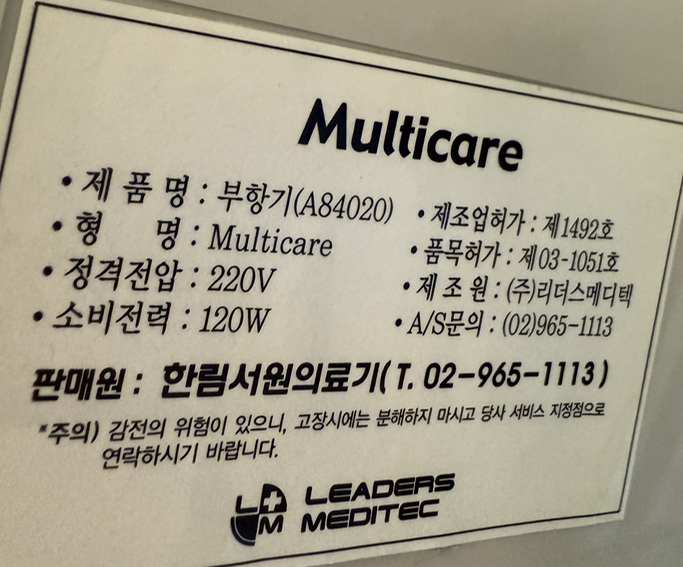 Multicare
• 제 품 명 : 부항기(A84020)
• 형 명 : Multicare
• 정격전압 : 220V
• 소비전력 : 120W
• 제조업허가 : 제1492호
• 품목허가 : 제03-1051호
• 제 조 원 : (주)리더스메디텍
• A/S문의 : (02)965-1113
판매원 : 한림서원의료기(T. 02-965-1113)
*주의) 감전의 위험이 있으니, 고장시에는 분해하지 마시고 당사 서비스 지정점으로
연락하시기 바랍니다.
L M LEADERS
MEDITEC